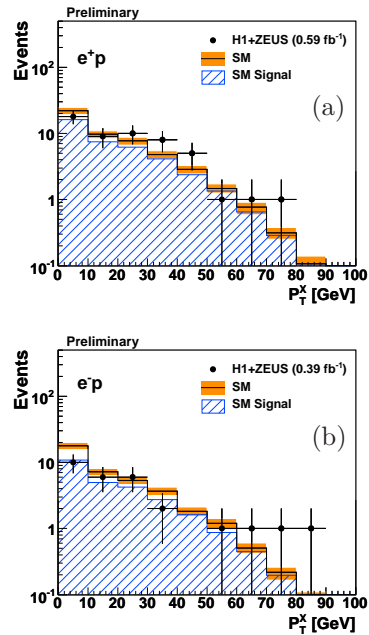 Preliminary
Events
e⁺p
H1+ZEUS (0.59 fb⁻¹)
SM
SM Signal
(a)
10²
10
1
10⁻¹
0 10 20 30 40 50 60 70 80 90 100
P_T^X [GeV]
Preliminary
Events
e⁻p
H1+ZEUS (0.39 fb⁻¹)
SM
SM Signal
(b)
10²
10
1
10⁻¹
0 10 20 30 40 50 60 70 80 90 100
P_T^X [GeV]